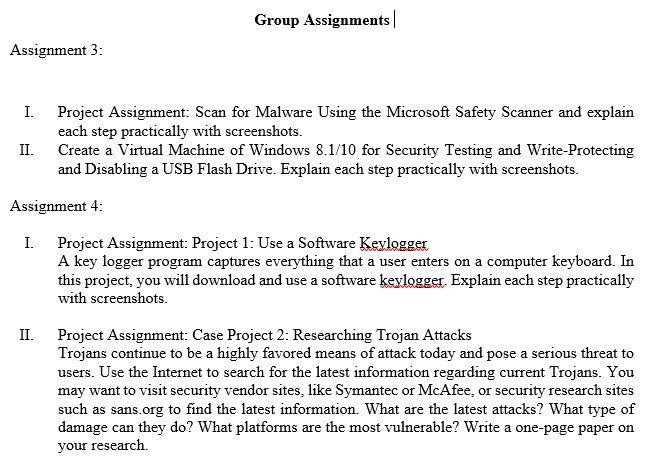 Group Assignments
Assignment 3:
I. Project Assignment: Scan for Malware Using the Microsoft Safety Scanner and explain
each step practically with screenshots.
II. Create a Virtual Machine of Windows 8.1/10 for Security Testing and Write-Protecting
and Disabling a USB Flash Drive. Explain each step practically with screenshots.
Assignment 4:
I. Project Assignment: Project 1: Use a Software Keylogger
A key logger program captures everything that a user enters on a computer keyboard. In
this project, you will download and use a software keylogger. Explain each step practically
with screenshots.
II. Project Assignment: Case Project 2: Researching Trojan Attacks
Trojans continue to be a highly favored means of attack today and pose a serious threat to
users. Use the Internet to search for the latest information regarding current Trojans. You
may want to visit security vendor sites, like Symantec or McAfee, or security research sites
such as sans.org to find the latest information. What are the latest attacks? What type of
damage can they do? What platforms are the most vulnerable? Write a one-page paper on
your research.